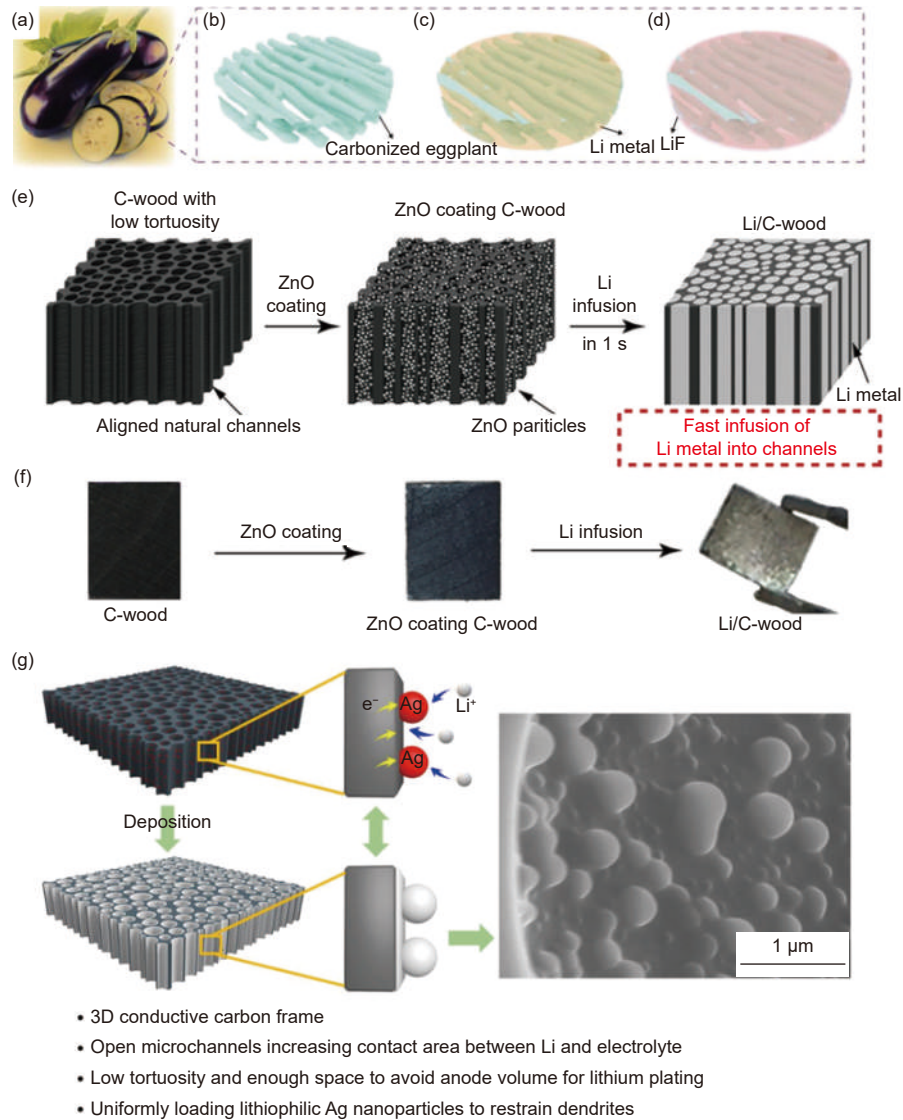 (a)
(b)
(c)
(d)
Carbonized eggplant
Li metal
LiF
(e)
C-wood with
low tortuosity
ZnO coating C-wood
Li/C-wood
ZnO
coating
Li
infusion
in 1 s
Aligned natural channels
ZnO pariticles
Li metal
Fast infusion of
Li metal into channels
(f)
ZnO coating
Li infusion
C-wood
ZnO coating C-wood
Li/C-wood
(g)
e⁻
Ag
Li⁺
Ag
Deposition
1 μm
• 3D conductive carbon frame
• Open microchannels increasing contact area between Li and electrolyte
• Low tortuosity and enough space to avoid anode volume for lithium plating
• Uniformly loading lithiophilic Ag nanoparticles to restrain dendrites